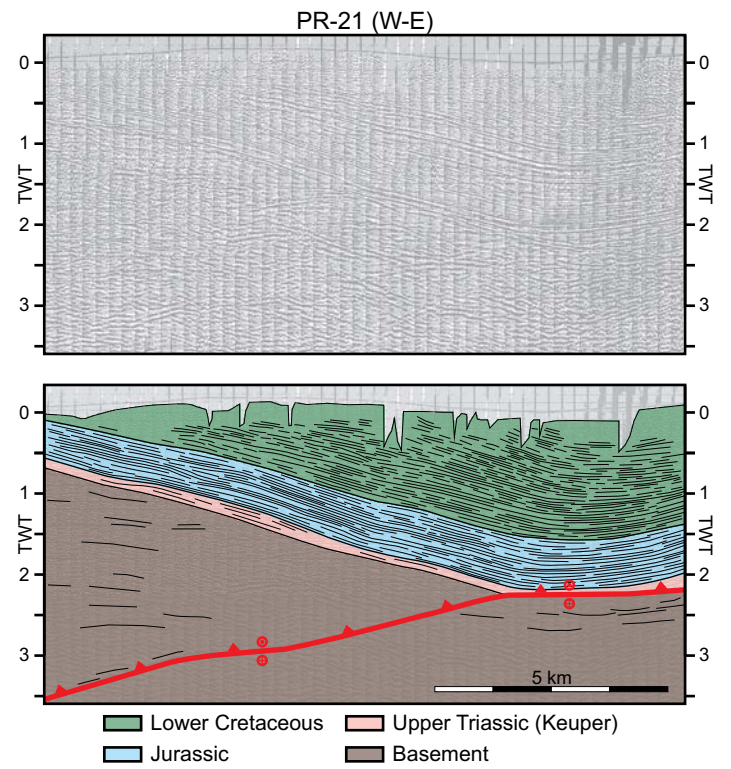 PR-21 (W-E)
0 0
1 1
TWT TWT
2 2
3 3
0 0
1 1
TWT TWT
2 2
3 3
5 km
Lower Cretaceous Upper Triassic (Keuper)
Jurassic Basement